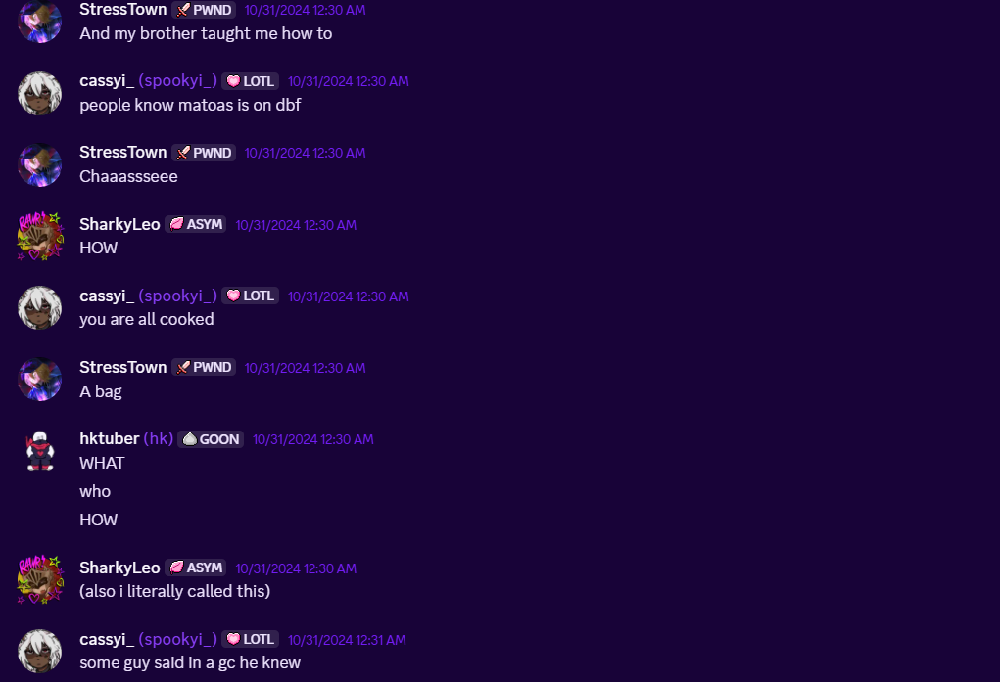 StressTown PWND 10/31/2024 12:30 AM
And my brother taught me how to
cassyi_ (spookyi_) LOTL 10/31/2024 12:30 AM
people know matoas is on dbf
StressTown PWND 10/31/2024 12:30 AM
Chaaassseee
RAWR!
SharkyLeo ASYM 10/31/2024 12:30 AM
HOW
cassyi_ (spookyi_) LOTL 10/31/2024 12:30 AM
you are all cooked
StressTown PWND 10/31/2024 12:30 AM
A bag
hktuber (hk) GOON 10/31/2024 12:30 AM
WHAT
who
HOW
RAWR!
SharkyLeo ASYM 10/31/2024 12:30 AM
(also i literally called this)
cassyi_ (spookyi_) LOTL 10/31/2024 12:31 AM
some guy said in a gc he knew